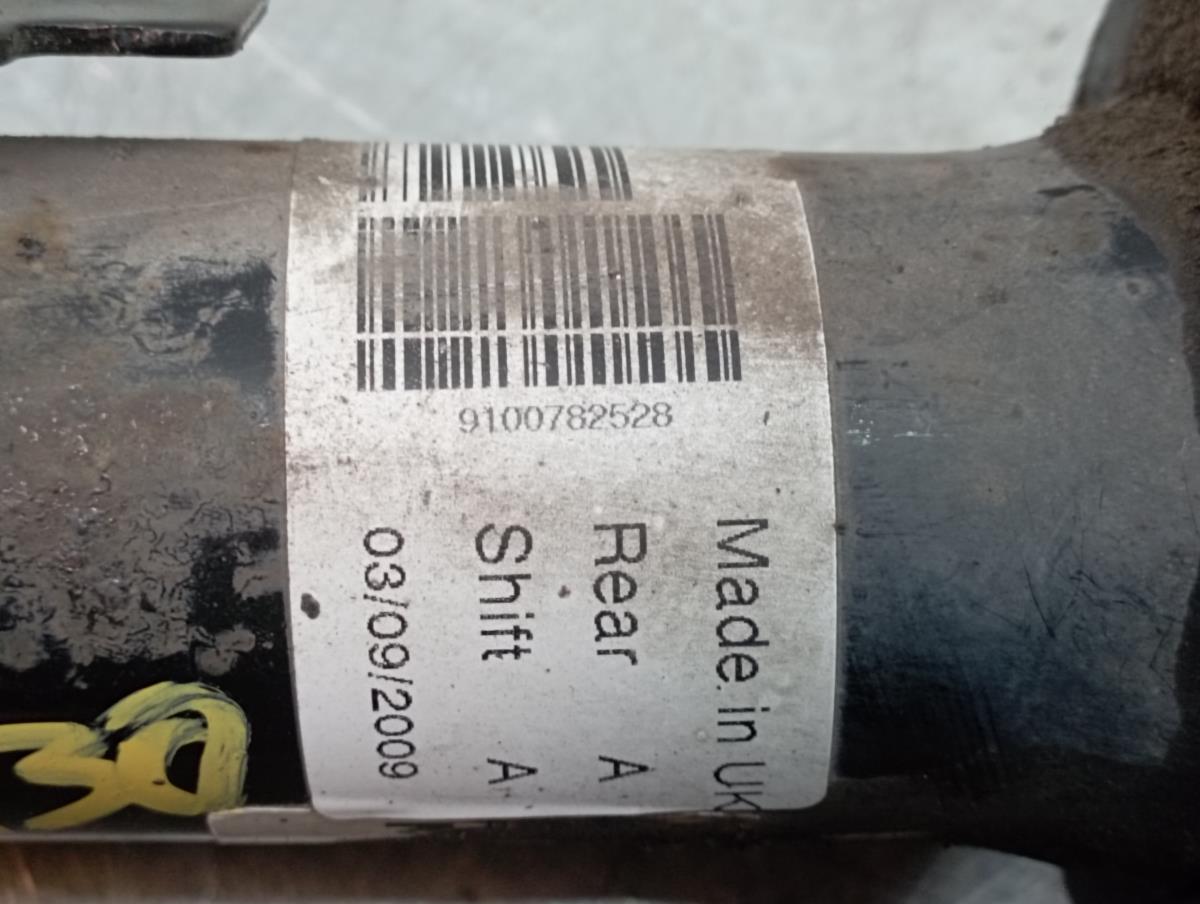 9100782528
Made in UK
Rear A
Shift A
03/09/2009